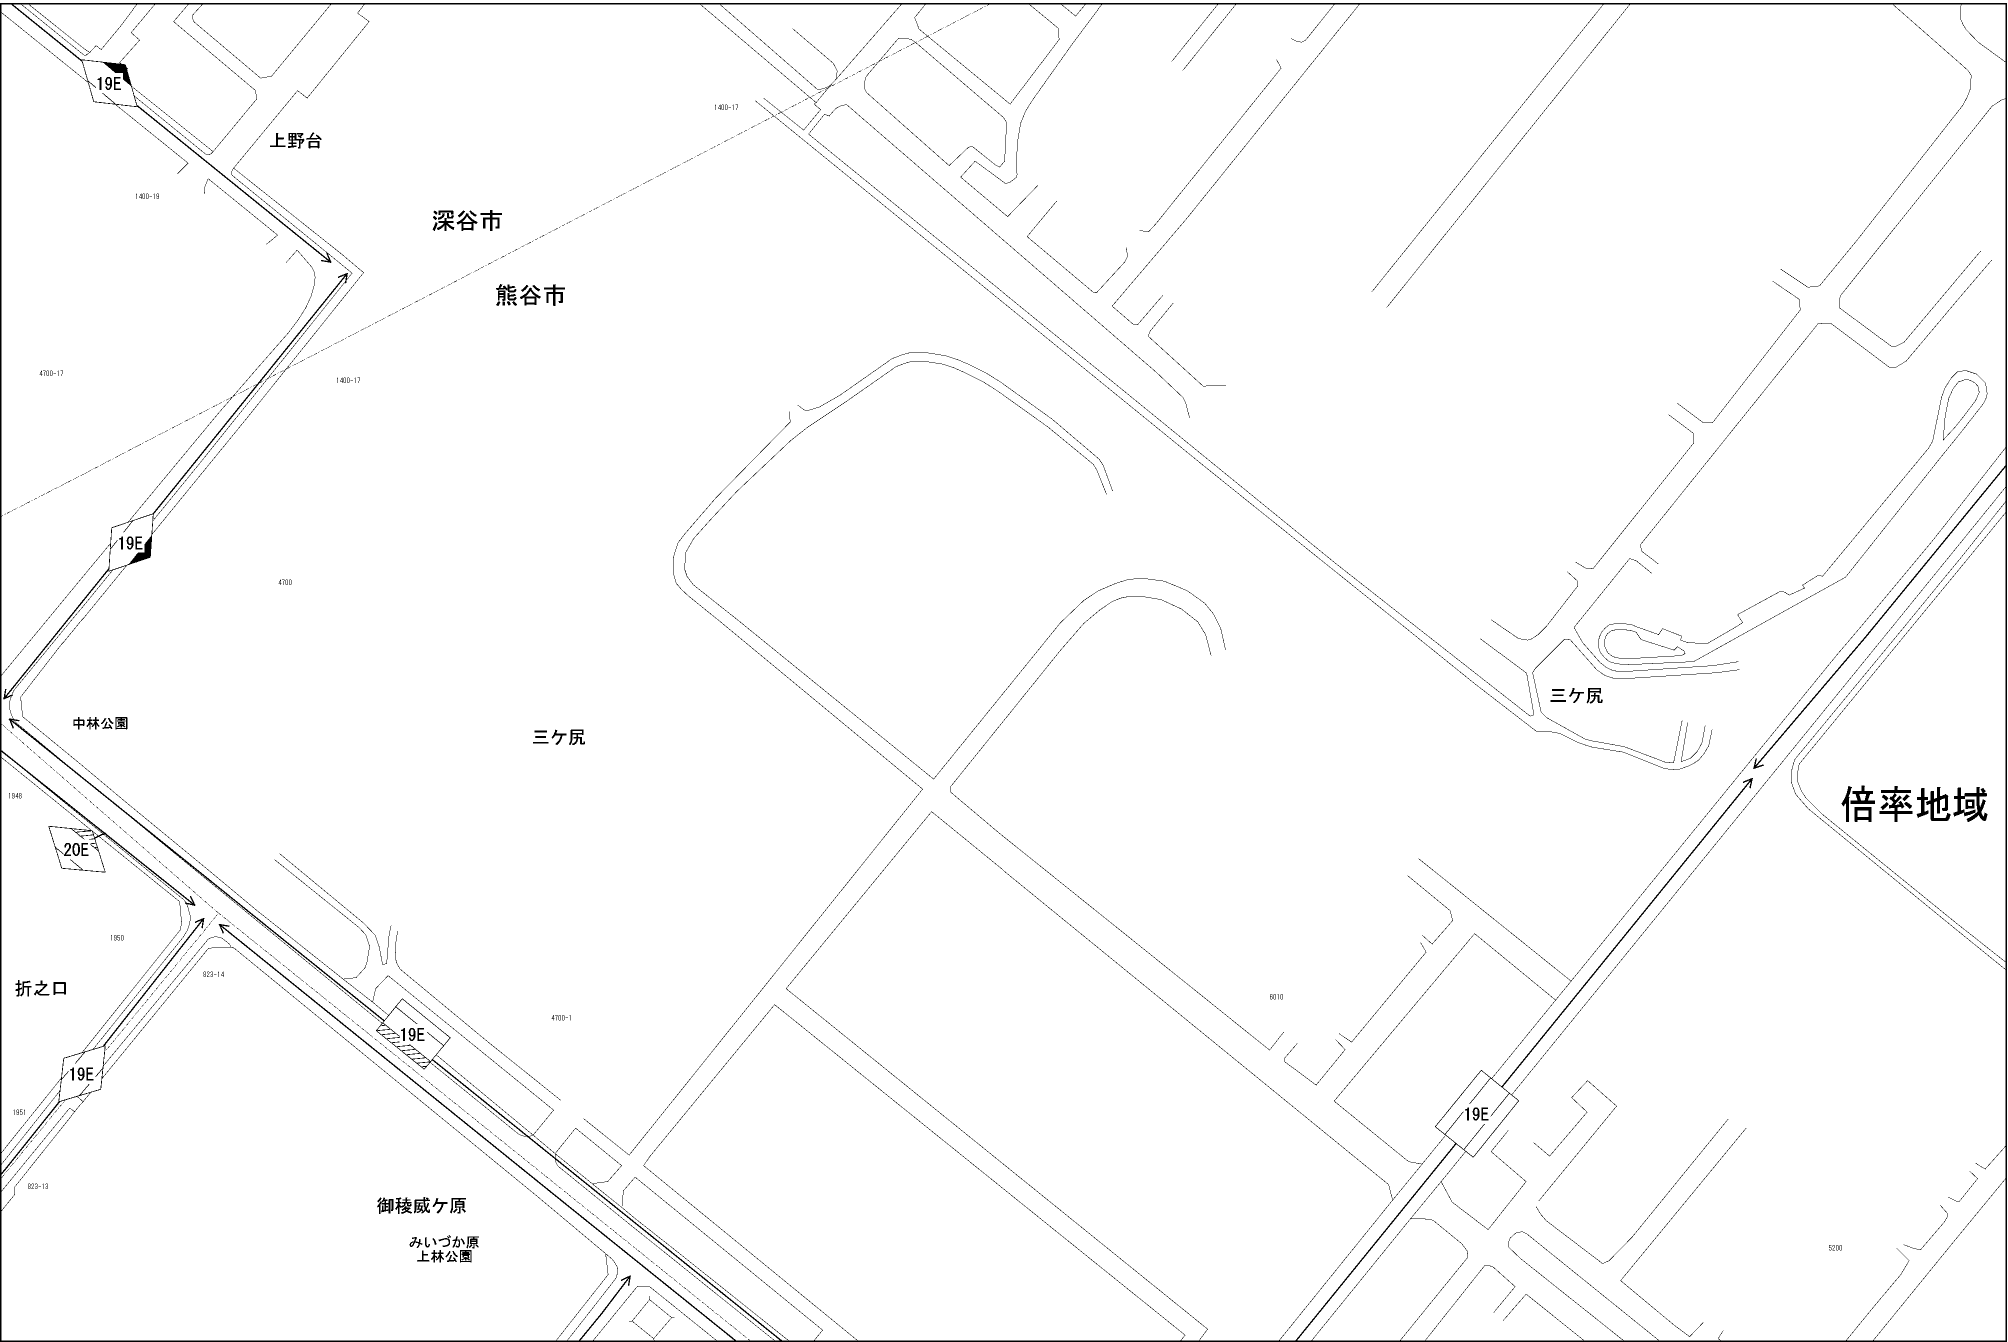 19E
上野台
1400-17
1400-19
深谷市
熊谷市
4700-17
1400-17
19E
4700
三ケ尻
中林公園
三ケ尻
1948
倍率地域
20E
1950
823-14
折之口
6010
4700-1
19E
19E
19E
1951
823-13
御稜威ケ原
みいづか原
上林公園
5200